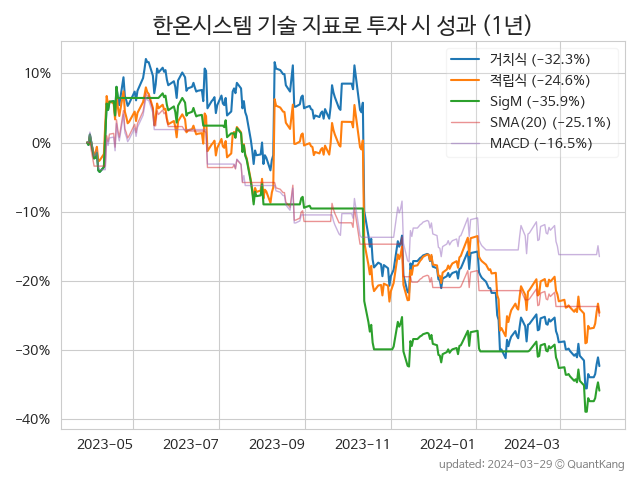 한온시스템 기술 지표로 투자 시 성과 (1년)
거치식 (−32.3%)
적립식 (−24.6%)
SigM (−35.9%)
SMA(20) (−25.1%)
MACD (−16.5%)
10%
0%
−10%
−20%
−30%
−40%
2023−05
2023−07
2023−09
2023−11
2024−01
2024−03
updated: 2024−03−29 © QuantKang